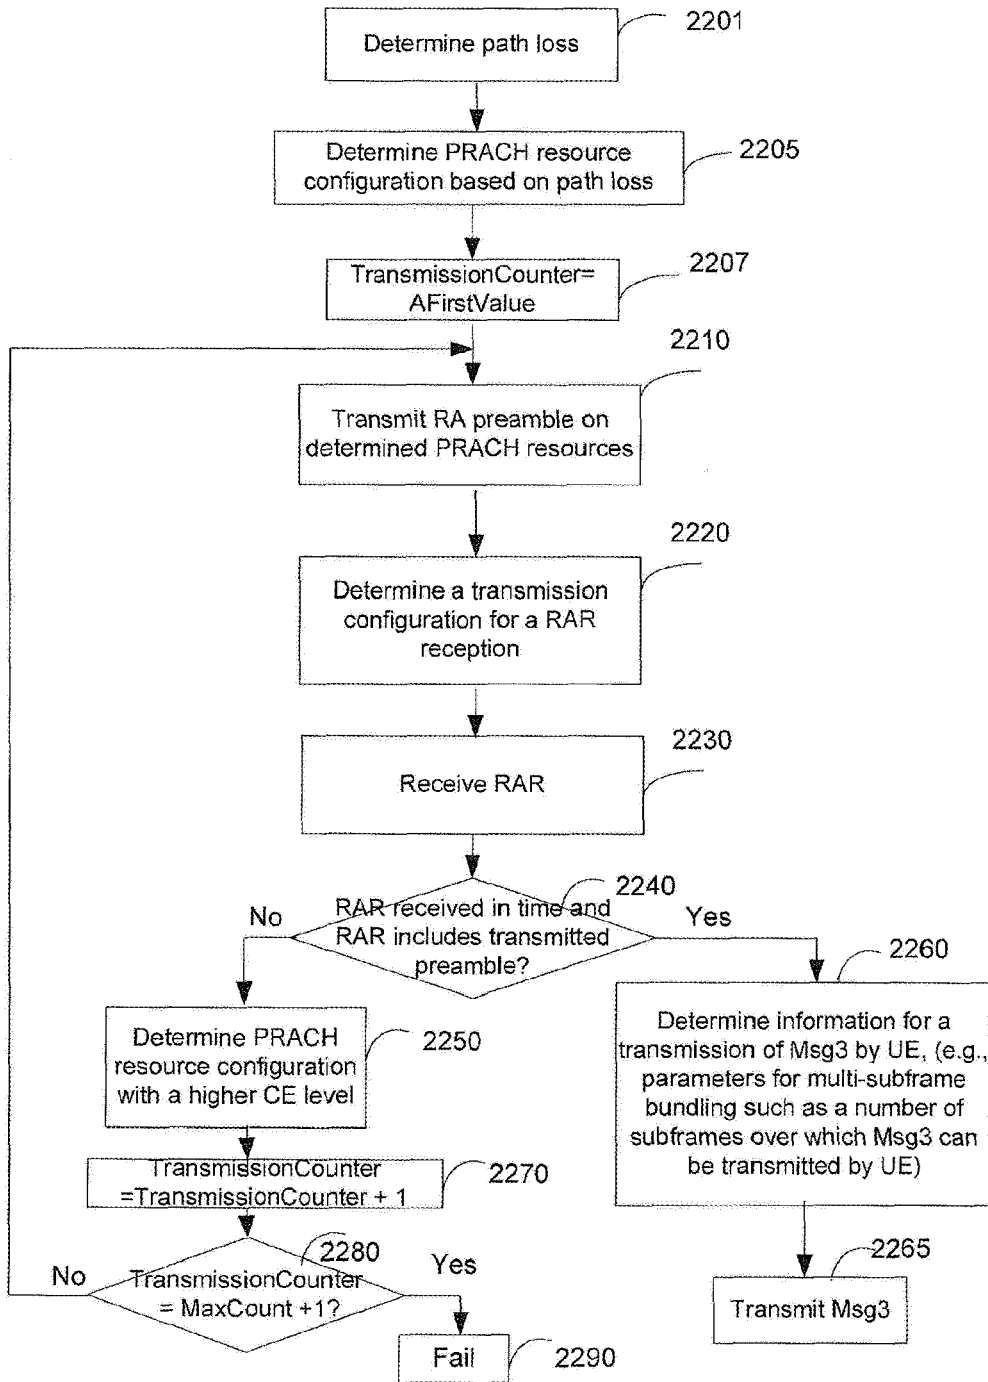 2201
Determine path loss
2205
Determine PRACH resource
configuration based on path loss
2207
TransmissionCounter=
AFirstValue
2210
Transmit RA preamble on
determined PRACH resources
2220
Determine a transmission
configuration for a RAR
reception
2230
Receive RAR
2240
RAR received in time and
RAR includes transmitted
preamble?
No
Yes
2250
Determine PRACH
resource configuration
with a higher CE level
2260
Determine information for a
transmission of Msg3 by UE, (e.g.,
parameters for multi-subframe
bundling such as a number of
subframes over which Msg3 can
be transmitted by UE)
2270
TransmissionCounter
=TransmissionCounter + 1
2280
TransmissionCounter
= MaxCount +1?
No
Yes
2265
Transmit Msg3
Fail
2290